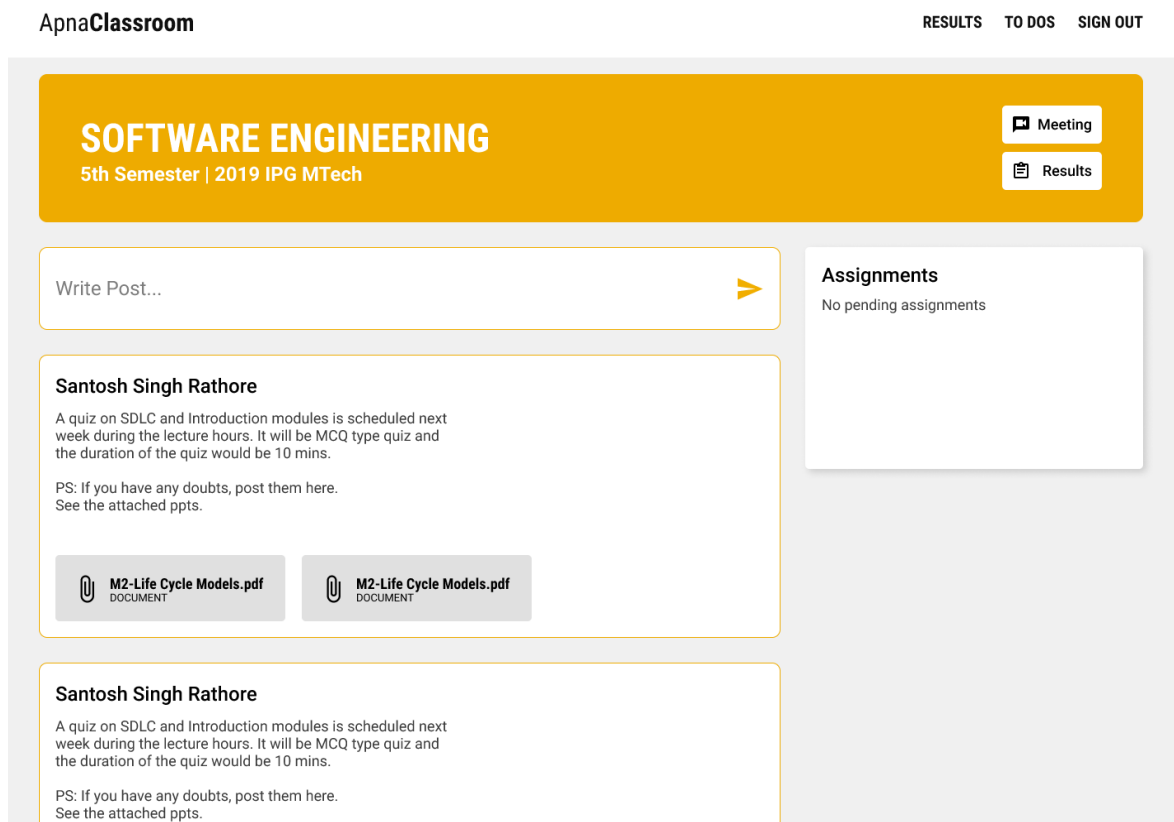 ApnaClassroom
RESULTS TO DOS SIGN OUT
SOFTWARE ENGINEERING
5th Semester | 2019 IPG MTech
Meeting
Results
Write Post...
Santosh Singh Rathore
A quiz on SDLC and Introduction modules is scheduled next
week during the lecture hours. It will be MCQ type quiz and
the duration of the quiz would be 10 mins.
PS: If you have any doubts, post them here.
See the attached ppts.
M2-Life Cycle Models.pdf
DOCUMENT
M2-Life Cycle Models.pdf
DOCUMENT
Santosh Singh Rathore
A quiz on SDLC and Introduction modules is scheduled next
week during the lecture hours. It will be MCQ type quiz and
the duration of the quiz would be 10 mins.
PS: If you have any doubts, post them here.
See the attached ppts.
Assignments
No pending assignments